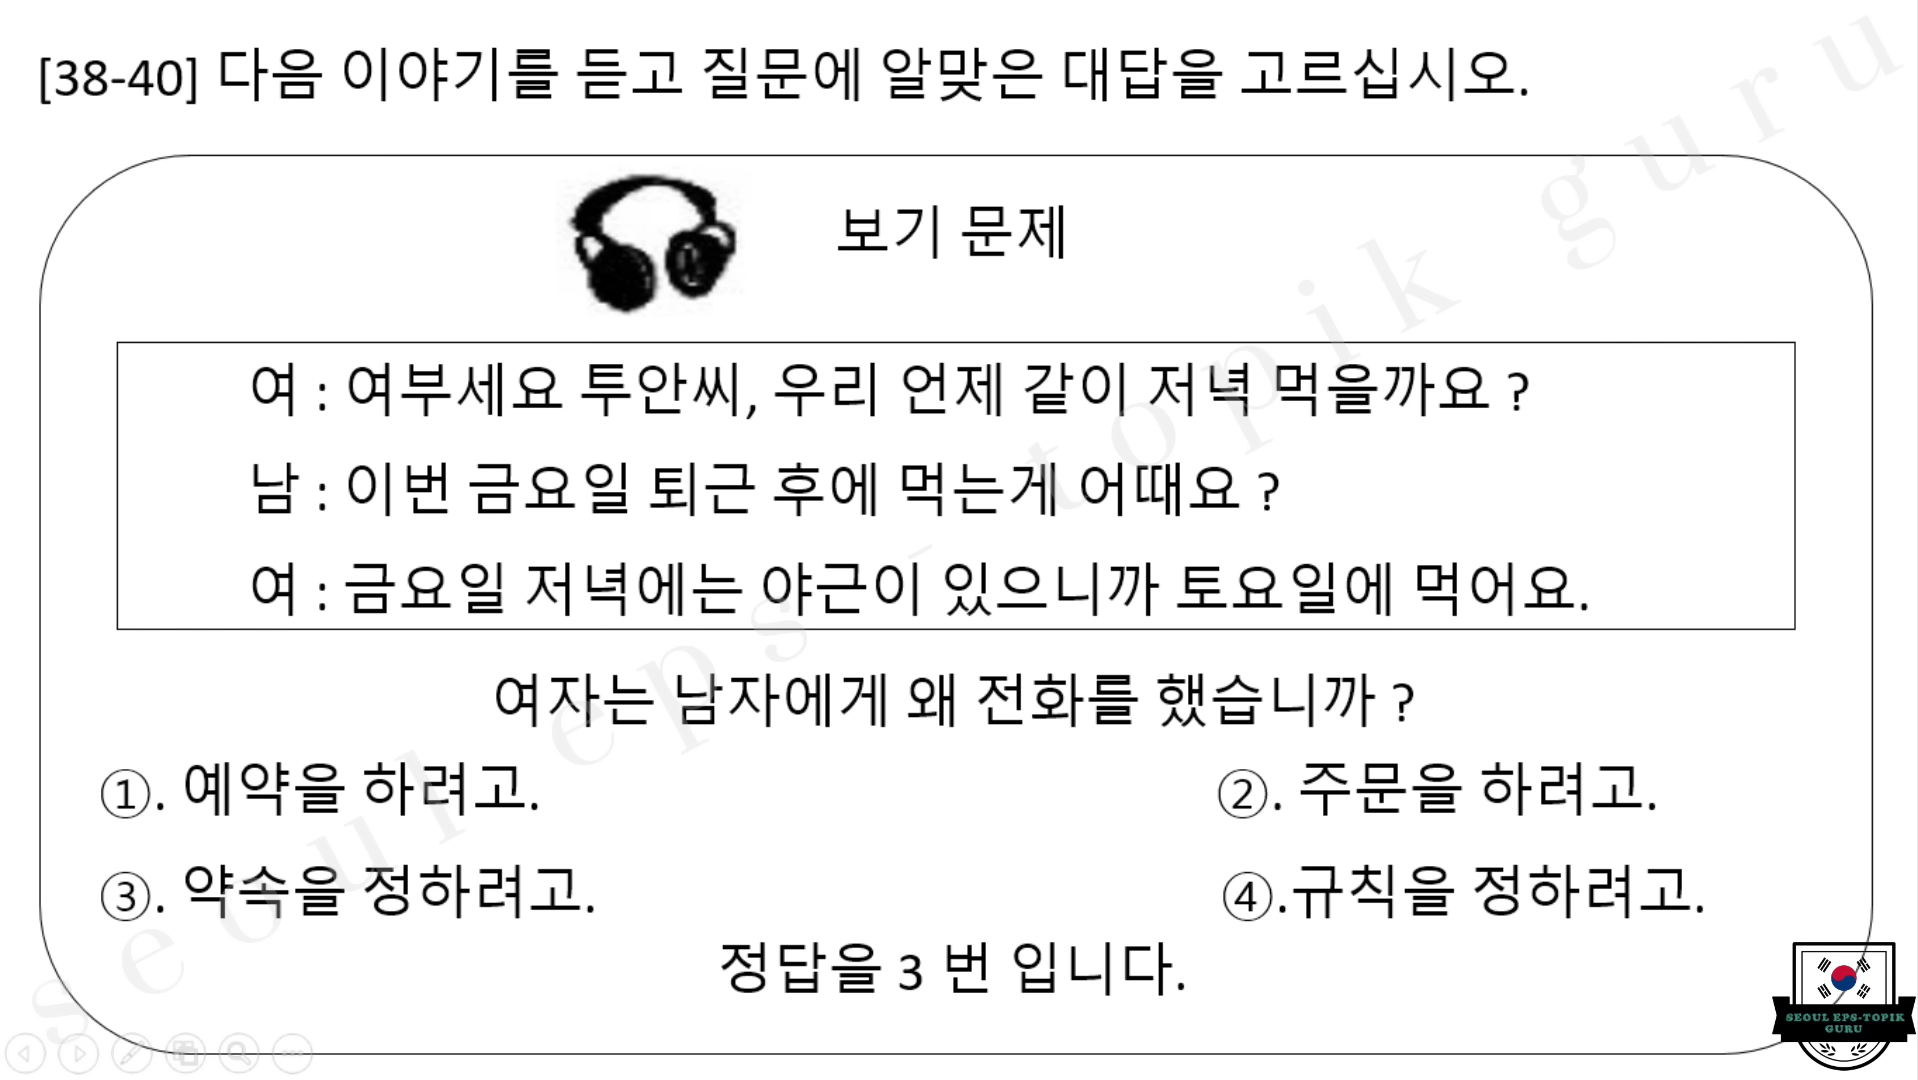 [38-40] 다음 이야기를 듣고 질문에 알맞은 대답을 고르십시오.
보기 문제
여 : 여부세요 투안씨, 우리 언제 같이 저녁 먹을까요 ?
남 : 이번 금요일 퇴근 후에 먹는게 어때요 ?
여 : 금요일 저녁에는 야근이 있으니까 토요일에 먹어요.
여자는 남자에게 왜 전화를 했습니까 ?
①. 예약을 하려고. ②. 주문을 하려고.
③. 약속을 정하려고. ④.규칙을 정하려고.
정답을 3 번 입니다.
seoul eps-topik guru
SEOUL EPS-TOPIK
GURU